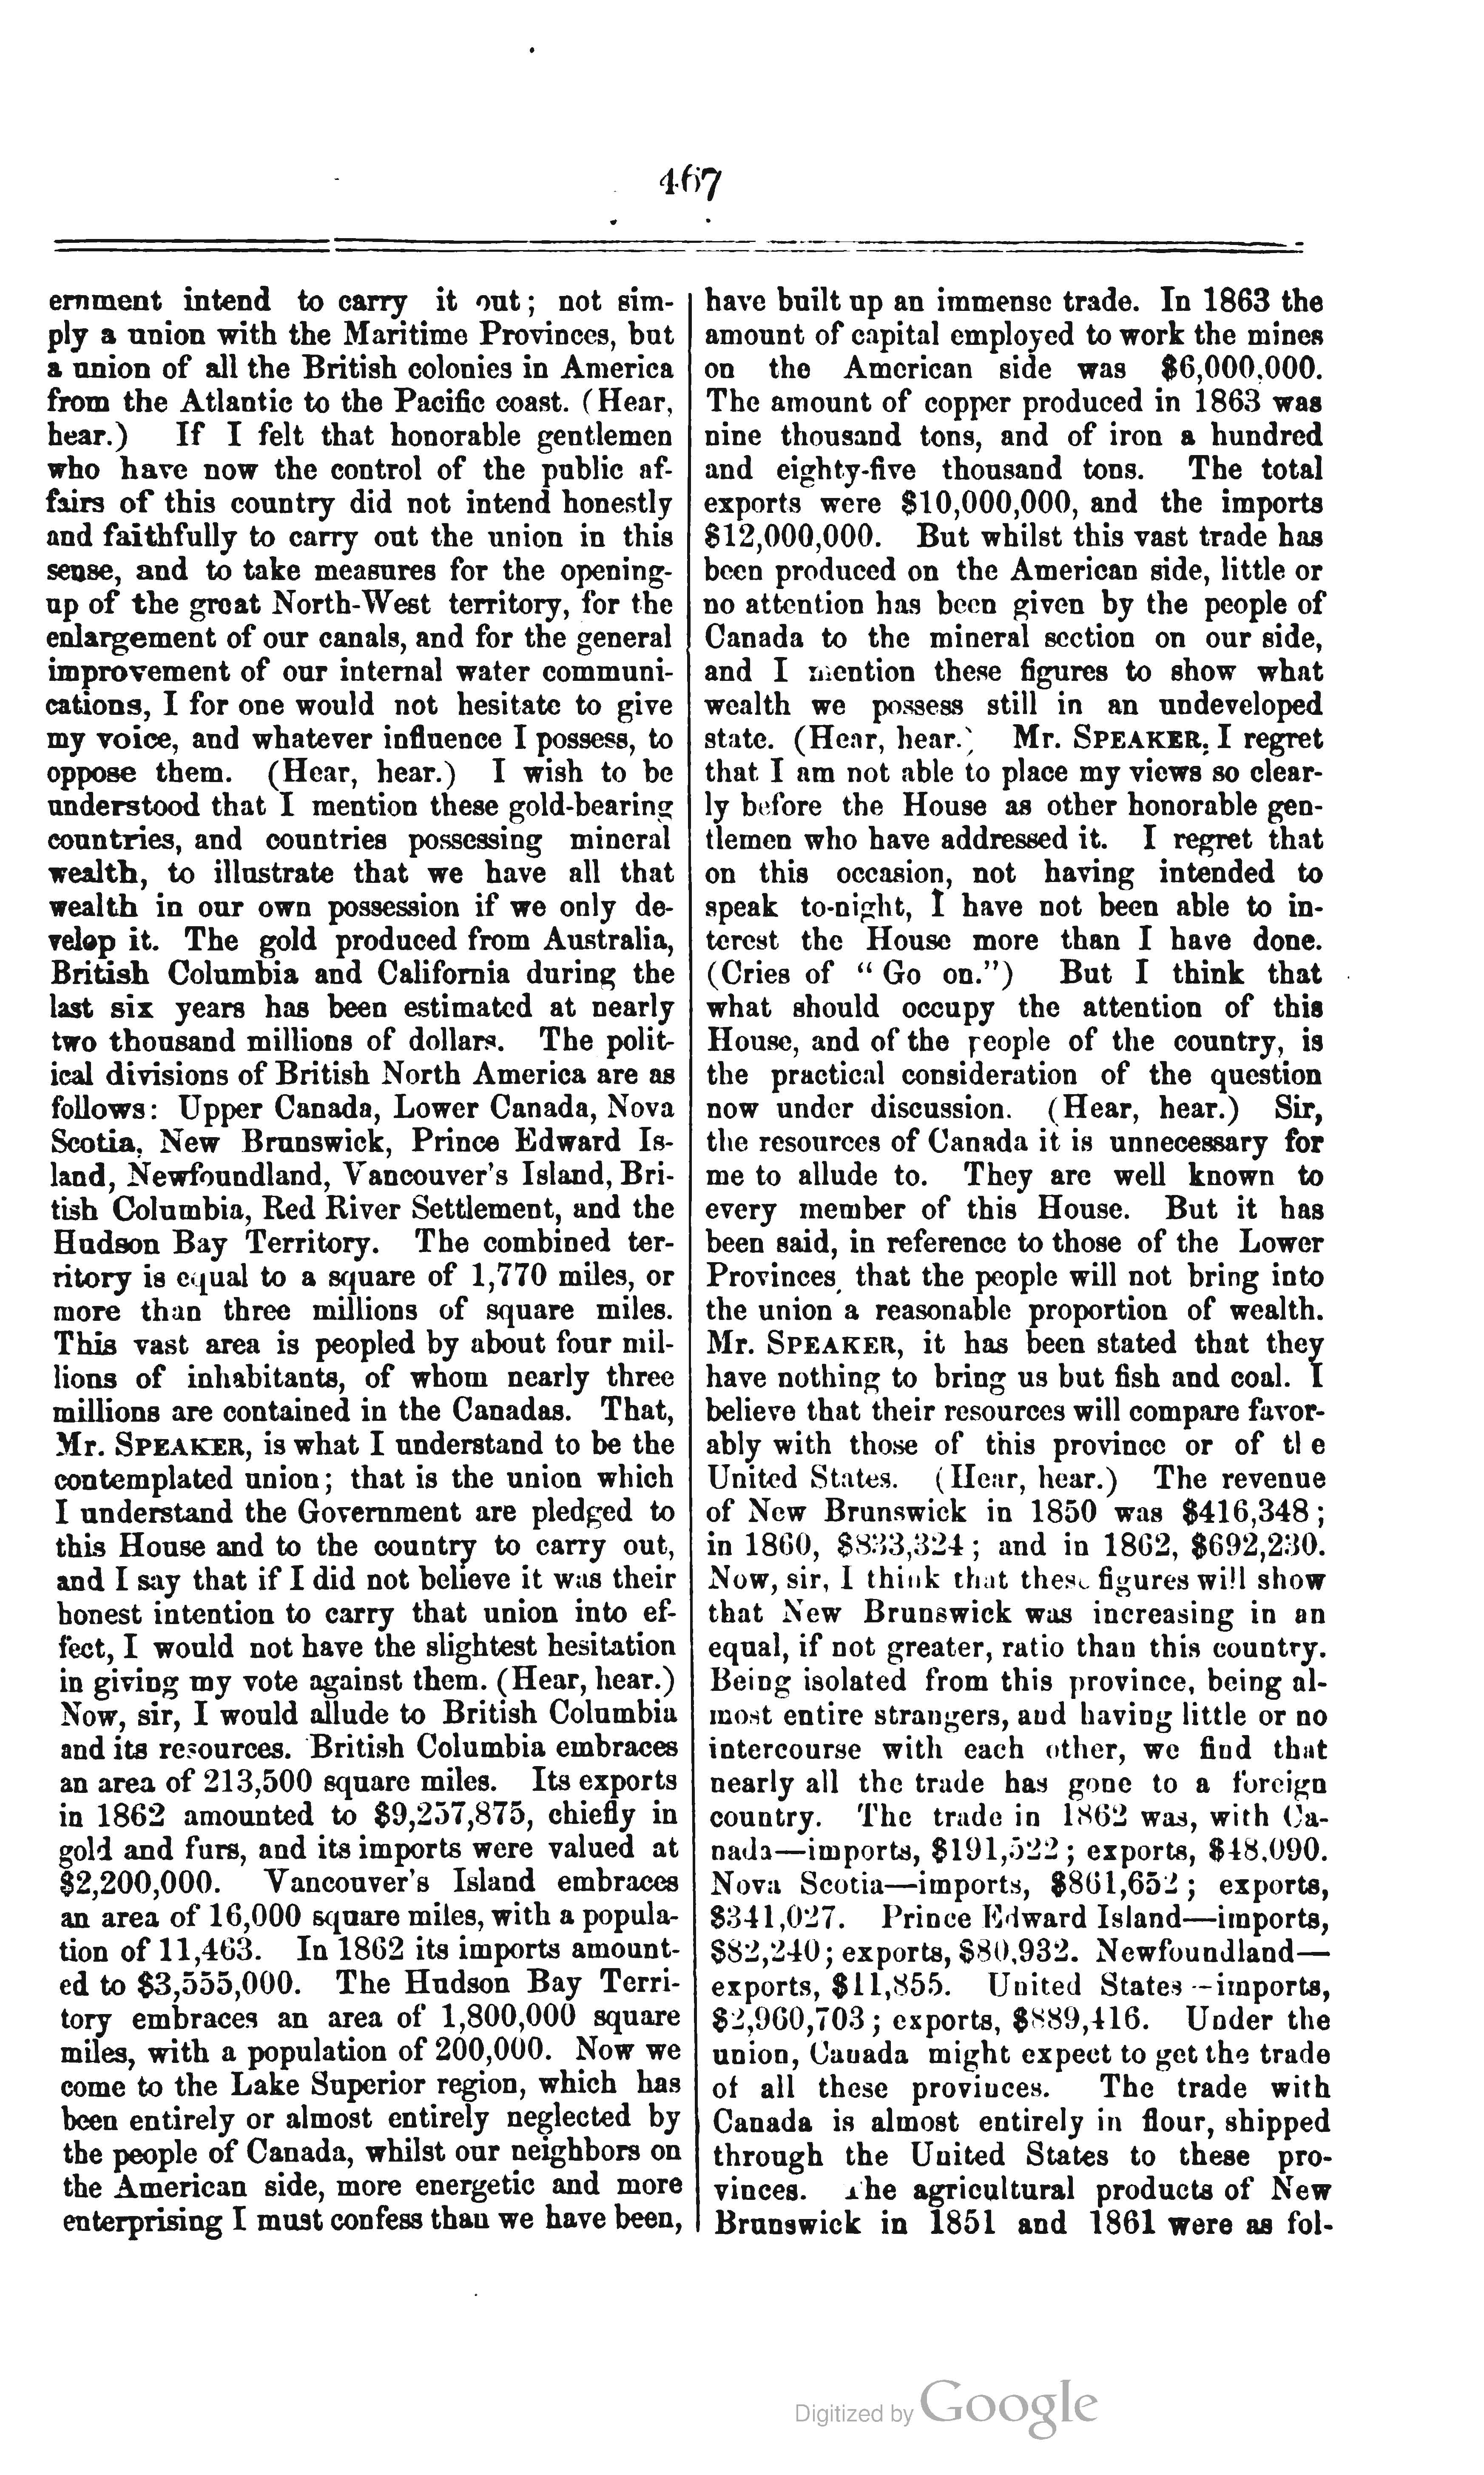 467
ernment intend to carry it out; not sim-
ply a union with the Maritime Provinces, but
a union of all the British colonies in America
from the Atlantic to the Pacific coast. (Hear,
hear.) If I felt that honorable gentlemen
who have now the control of the public af-
fairs of this country did not intend honestly
and faithfully to carry out the union in this
sense, and to take measures for the opening-
up of the great North-West territory, for the
enlargement of our canals, and for the general
improvement of our internal water communi-
cations, I for one would not hesitate to give
my voice, and whatever influence I possess, to
oppose them. (Hear, hear.) I wish to be
understood that I mention these gold-bearing
countries, and countries possessing mineral
wealth, to illustrate that we have all that
wealth in our own possession if we only de-
velop it. The gold produced from Australia,
British Columbia and California during the
last six years has been estimated at nearly
two thousand millions of dollars. The polit-
ical divisions of British North America are as
follows: Upper Canada, Lower Canada, Nova
Scotia, New Brunswick, Prince Edward Is-
land, Newfoundland, Vancouver's Island, Bri-
tish Columbia, Red River Settlement, and the
Hudson Bay Territory. The combined ter-
ritory is equal to a square of 1,770 miles, or
more than three millions of square miles.
This vast area is peopled by about four mil-
lions of inhabitants, of whom nearly three
millions are contained in the Canadas. That,
Mr. SPEAKER, is what I understand to be the
contemplated union; that is the union which
I understand the Government are pledged to
this House and to the country to carry out,
and I say that if I did not believe it was their
honest intention to carry that union into ef-
fect, I would not have the slightest hesitation
in giving my vote against them. (Hear, hear.)
Now, sir, I would allude to British Columbia
and its resources. British Columbia embraces
an area of 213,500 square miles. Its exports
in 1862 amounted to $9,257,875, chiefly in
gold and furs, and its imports were valued at
$2,200,000. Vancouver's Island embraces
an area of 16,000 square miles, with a popula-
tion of 11,463. In 1862 its imports amount-
ed to $3,555,000. The Hudson Bay Terri-
tory embraces an area of 1,800,000 square
miles, with a population of 200,000. Now we
come to the Lake Superior region, which has
been entirely or almost entirely neglected by
the people of Canada, whilst our neighbors on
the American side, more energetic and more
enterprising I must confess than we have been,
have built up an immense trade. In 1863 the
amount of capital employed to work the mines
on the American side was $6,000,000.
The amount of copper produced in 1863 was
nine thousand tons, and of iron a hundred
and eighty-five thousand tons. The total
exports were $10,000,000, and the imports
$12,000,000. But whilst this vast trade has
been produced on the American side, little or
no attention has been given by the people of
Canada to the mineral section on our side,
and I mention these figures to show what
wealth we possess still in an undeveloped
state. (Hear, hear.) Mr. SPEAKER, I regret
that I am not able to place my views so clear-
ly before the House as other honorable gen-
tlemen who have addressed it. I regret that
on this occasion, not having intended to
speak to-night, I have not been able to in-
terest the House more than I have done.
(Cries of "Go on.") But I think that
what should occupy the attention of this
House, and of the people of the country, is
the practical consideration of the question
now under discussion. (Hear, hear.) Sir,
the resources of Canada it is unnecessary for
me to allude to. They are well known to
every member of this House. But it has
been said, in reference to those of the Lower
Provinces, that the people will not bring into
the union a reasonable proportion of wealth.
Mr. SPEAKER, it has been stated that they
have nothing to bring us but fish and coal. I
believe that their resources will compare favor-
ably with those of this province or of the
United States. (Hear, hear.) The revenue
of New Brunswick in 1850 was $416,348;
in 1860, $833,324; and in 1862, $692,230.
Now, sir, I think that these figures will show
that New Brunswick was increasing in an
equal, if not greater, ratio than this country.
Being isolated from this province, being al-
most entire strangers, and having little or no
intercourse with each other, we find that
nearly all the trade has gone to a foreign
country. The trade in 1862 was, with Ca-
nada—imports, $191,522; exports, $48,090.
Nova Scotia—imports, $861,652; exports,
$341,027. Prince Edward Island—imports,
$82,240; exports, $80,932. Newfoundland—
exports, $11,855. United States—imports,
$2,960,703; exports, $889,416. Under the
union, Canada might expect to get the trade
of all these provinces. The trade with
Canada is almost entirely in flour, shipped
through the United States to these pro-
vinces. The agricultural products of New
Brunswick in 1851 and 1861 were as fol-
Digitized by Google